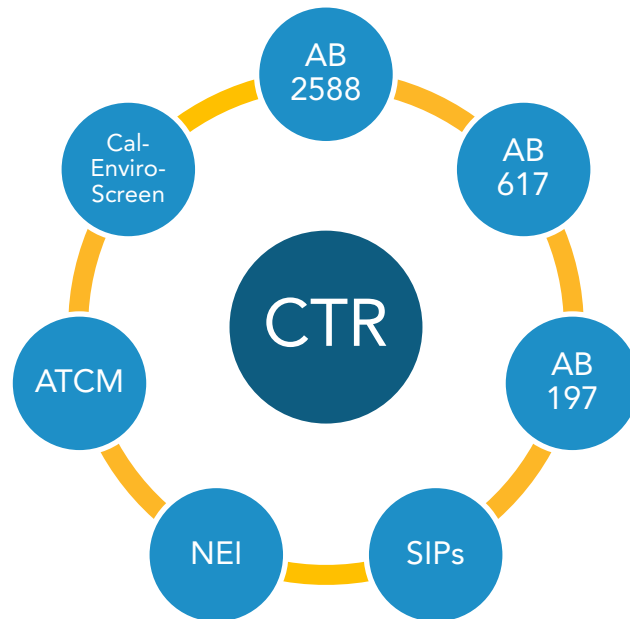 AB
2588
AB
617
AB
197
SIPs
NEI
ATCM
Cal-
Enviro-
Screen
CTR